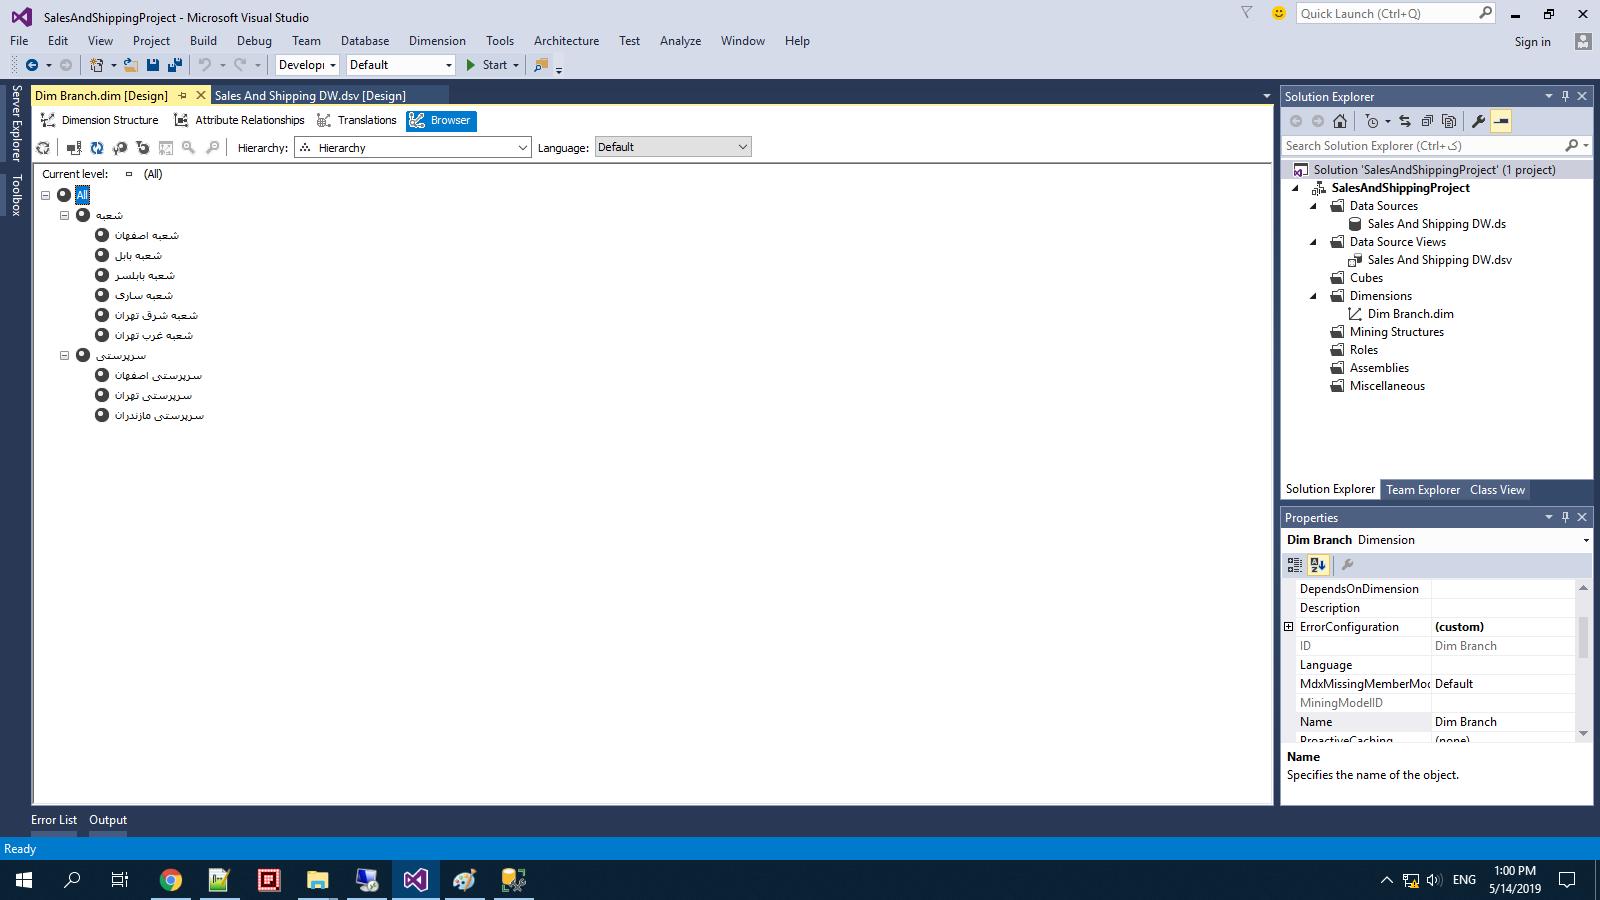 SalesAndShippingProject - Microsoft Visual Studio
Quick Launch (Ctrl+Q)
File Edit View Project Build Debug Team Database Dimension Tools Architecture Test Analyze Window Help
Sign in
Developi Default Start
Server Explorer
Toolbox
Dim Branch.dim [Design]
Sales And Shipping DW.dsv [Design]
Dimension Structure
Attribute Relationships
Translations
Browser
Hierarchy: Hierarchy
Language: Default
Current level: (All)
All
شعبه
شعبه اصفهان
شعبه بابل
شعبه بابلسر
شعبه ساری
شعبه شرق تهران
شعبه غرب تهران
سرپرستی
سرپرستی اصفهان
سرپرستی تهران
سرپرستی مازندران
Solution Explorer
Search Solution Explorer (Ctrl+ک)
Solution 'SalesAndShippingProject' (1 project)
SalesAndShippingProject
Data Sources
Sales And Shipping DW.ds
Data Source Views
Sales And Shipping DW.dsv
Cubes
Dimensions
Dim Branch.dim
Mining Structures
Roles
Assemblies
Miscellaneous
Solution Explorer Team Explorer Class View
Properties
Dim Branch Dimension
DependsOnDimension
Description
ErrorConfiguration (custom)
ID Dim Branch
Language
MdxMissingMemberMoc Default
MiningModelID
Name Dim Branch
ProactiveCaching (none)
Name
Specifies the name of the object.
Error List Output
Ready
ENG
1:00 PM
5/14/2019